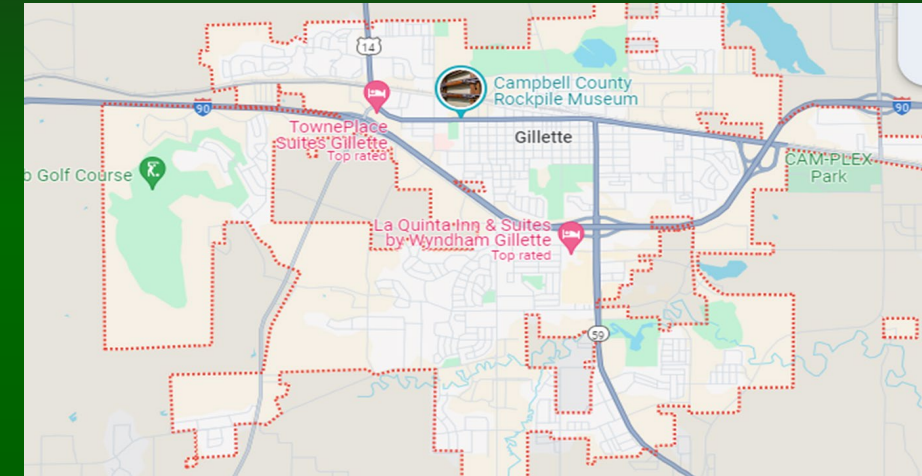 14
Campbell County
Rockpile Museum
90
90
TownePlace
Suites Gillette
Top rated
Gillette
CAM-PLEX
Park
Golf Course
La Quinta Inn & Suites
by Wyndham Gillette
Top rated
59